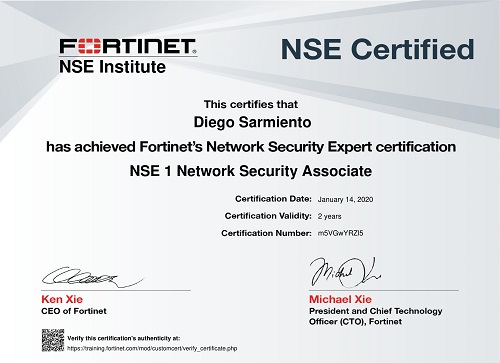 FORTINET
NSE Institute
NSE Certified
This certifies that
Diego Sarmiento
has achieved Fortinet's Network Security Expert certification
NSE 1 Network Security Associate
Certification Date: January 14, 2020
Certification Validity: 2 years
Certification Number: m5VGwYRZI5
Ken Xie
CEO of Fortinet
Michael Xie
President and Chief Technology
Officer (CTO), Fortinet
Verify this certification's authenticity at:
https://training.fortinet.com/mod/customcert/verify_certificate.php